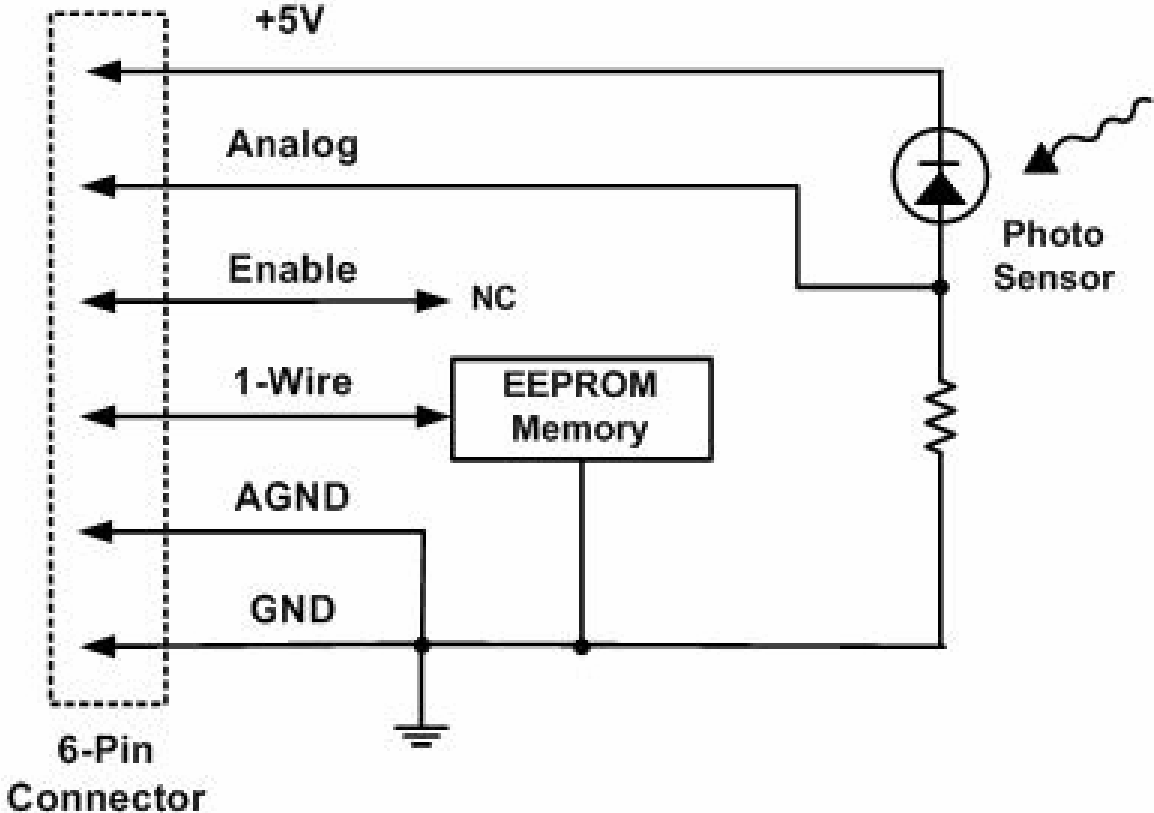 +5V
Analog
Photo
Sensor
Enable
NC
1-Wire
EEPROM
Memory
AGND
GND
6-Pin
Connector